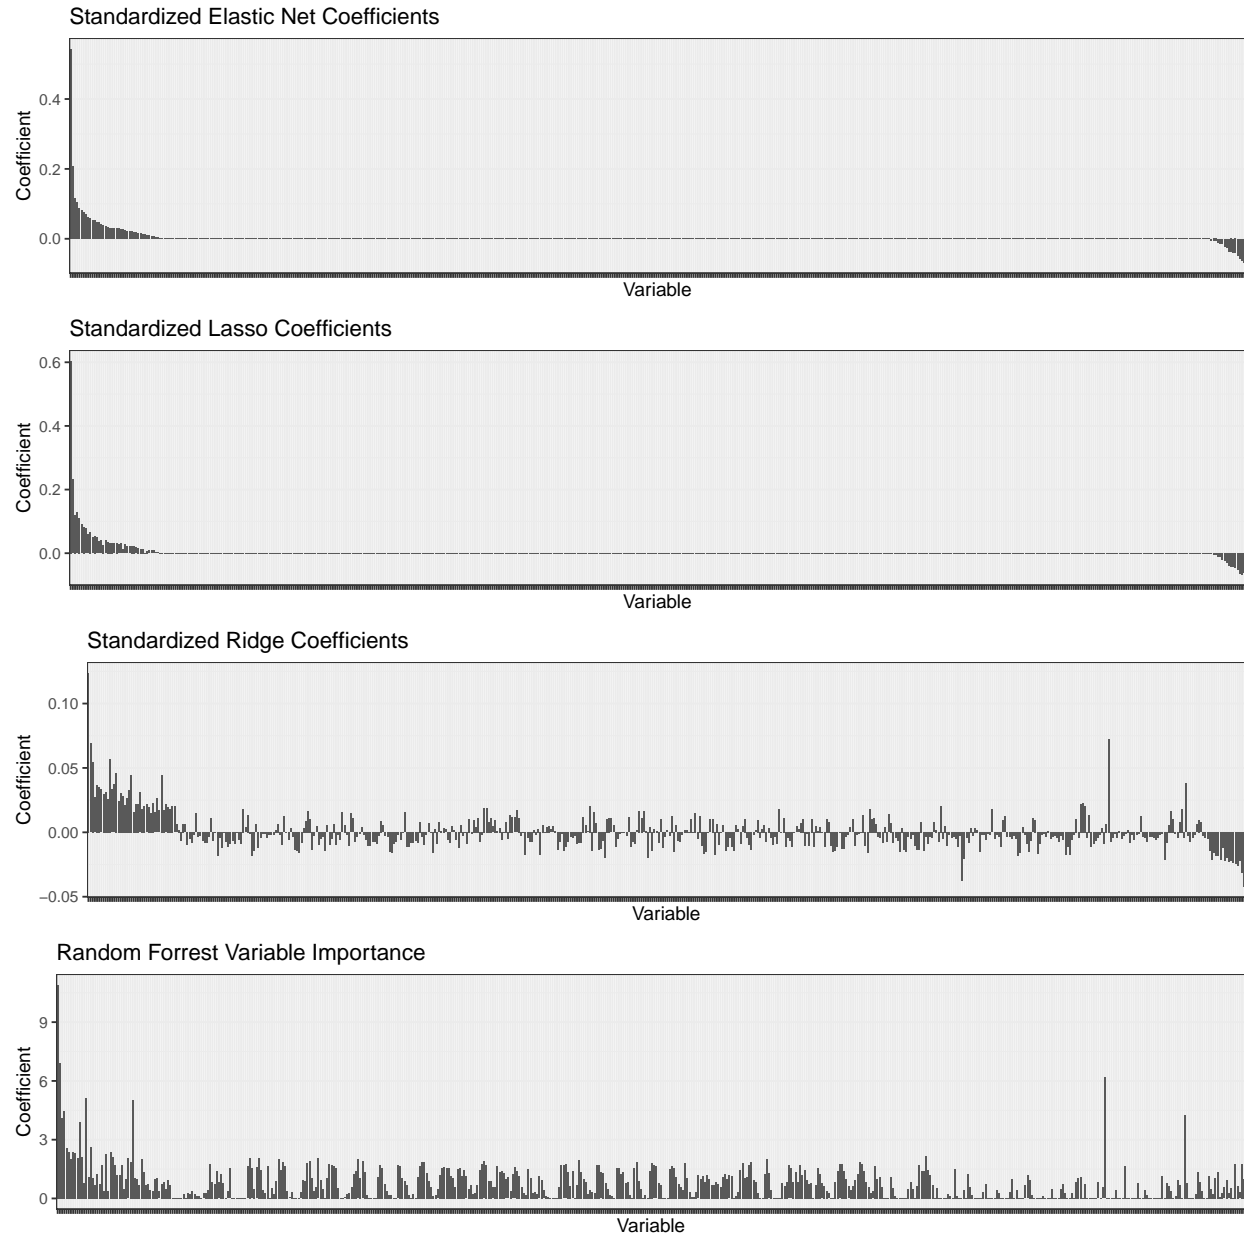 Standardized Elastic Net Coefficients
Coefficient
0.4
0.2
0.0
Variable
Standardized Lasso Coefficients
Coefficient
0.6
0.4
0.2
0.0
Variable
Standardized Ridge Coefficients
Coefficient
0.10
0.05
0.00
−0.05
Variable
Random Forrest Variable Importance
Coefficient
9
6
3
0
Variable